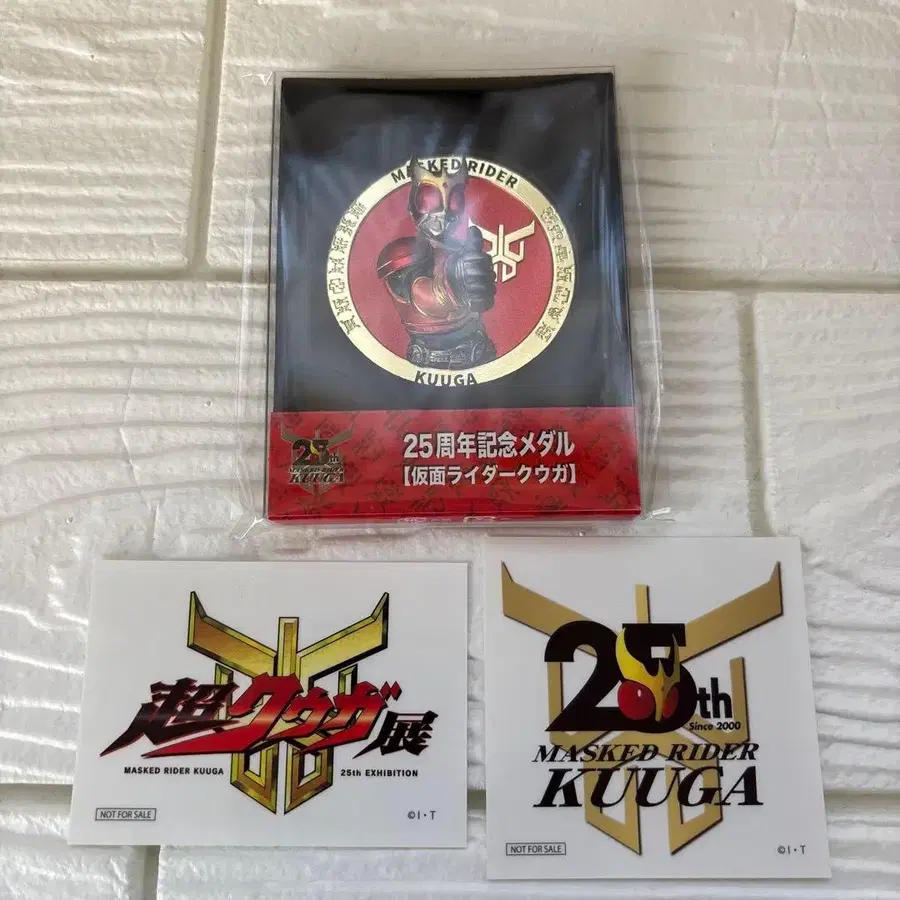 MASKED RIDER
KUUGA
25th
MASKED RIDER
KUUGA
25周年記念メダル
【仮面ライダークウガ】
超クウガ展
MASKED RIDER KUUGA
25th EXHIBITION
NOT FOR SALE
©I・T
25th
Since 2000
MASKED RIDER
KUUGA
NOT FOR SALE
©I・T